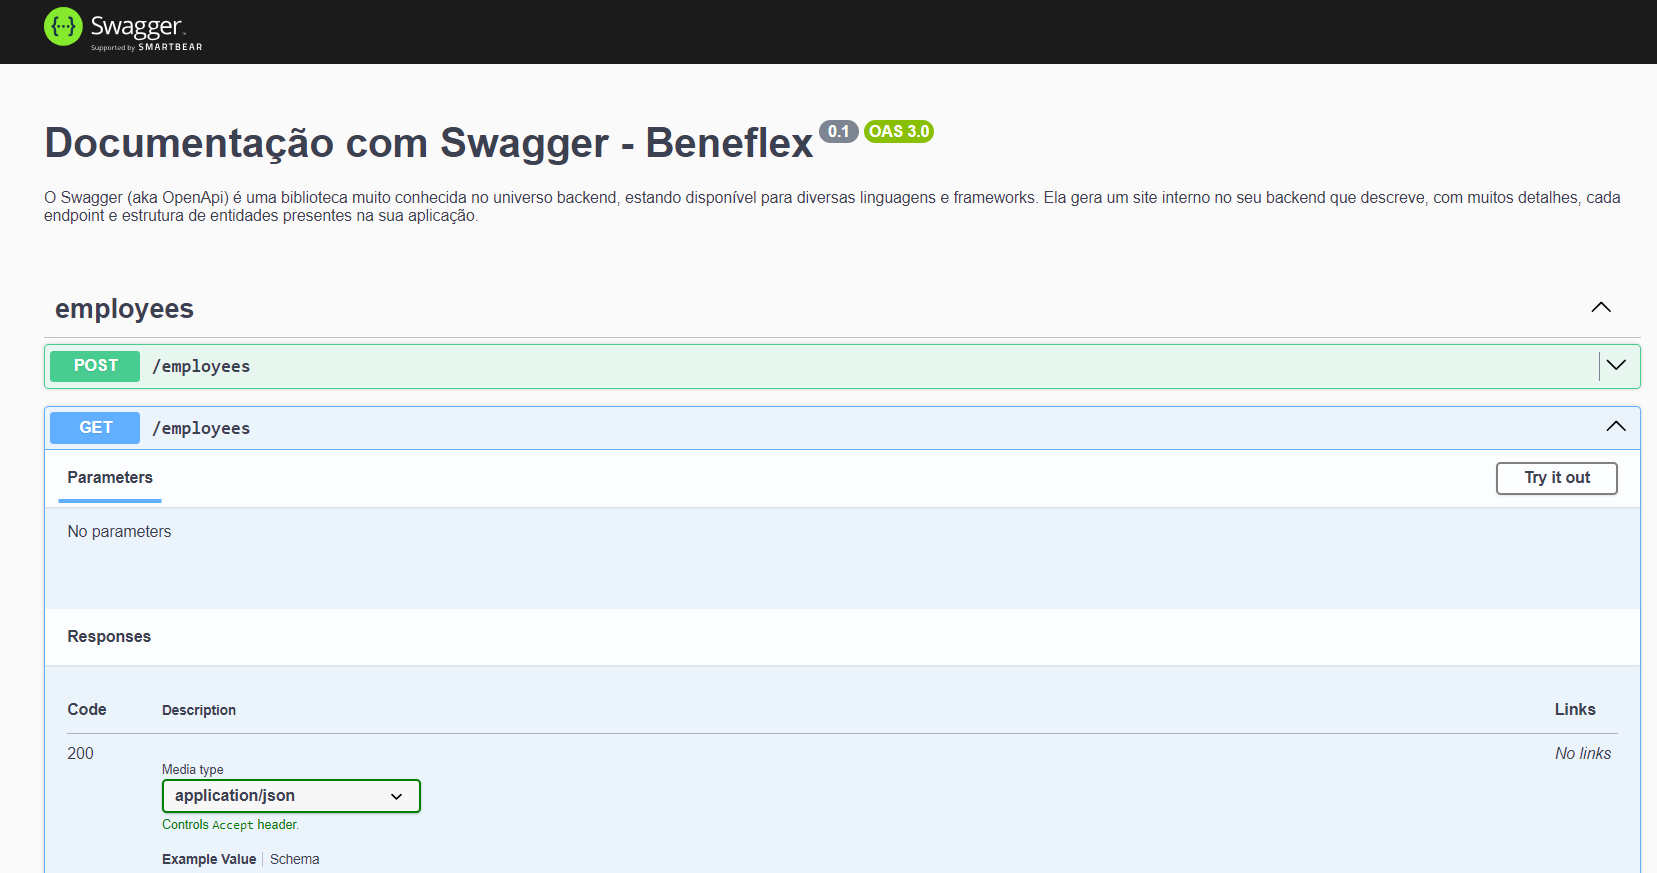 Swagger
Supported by SMARTBEAR
Documentação com Swagger - Beneflex 0.1 OAS 3.0
O Swagger (aka OpenApi) é uma biblioteca muito conhecida no universo backend, estando disponível para diversas linguagens e frameworks. Ela gera um site interno no seu backend que descreve, com muitos detalhes, cada
endpoint e estrutura de entidades presentes na sua aplicação.
employees
POST /employees
GET /employees
Parameters Try it out
No parameters
Responses
Code Description Links
200 No links
Media type
application/json
Controls Accept header.
Example Value Schema